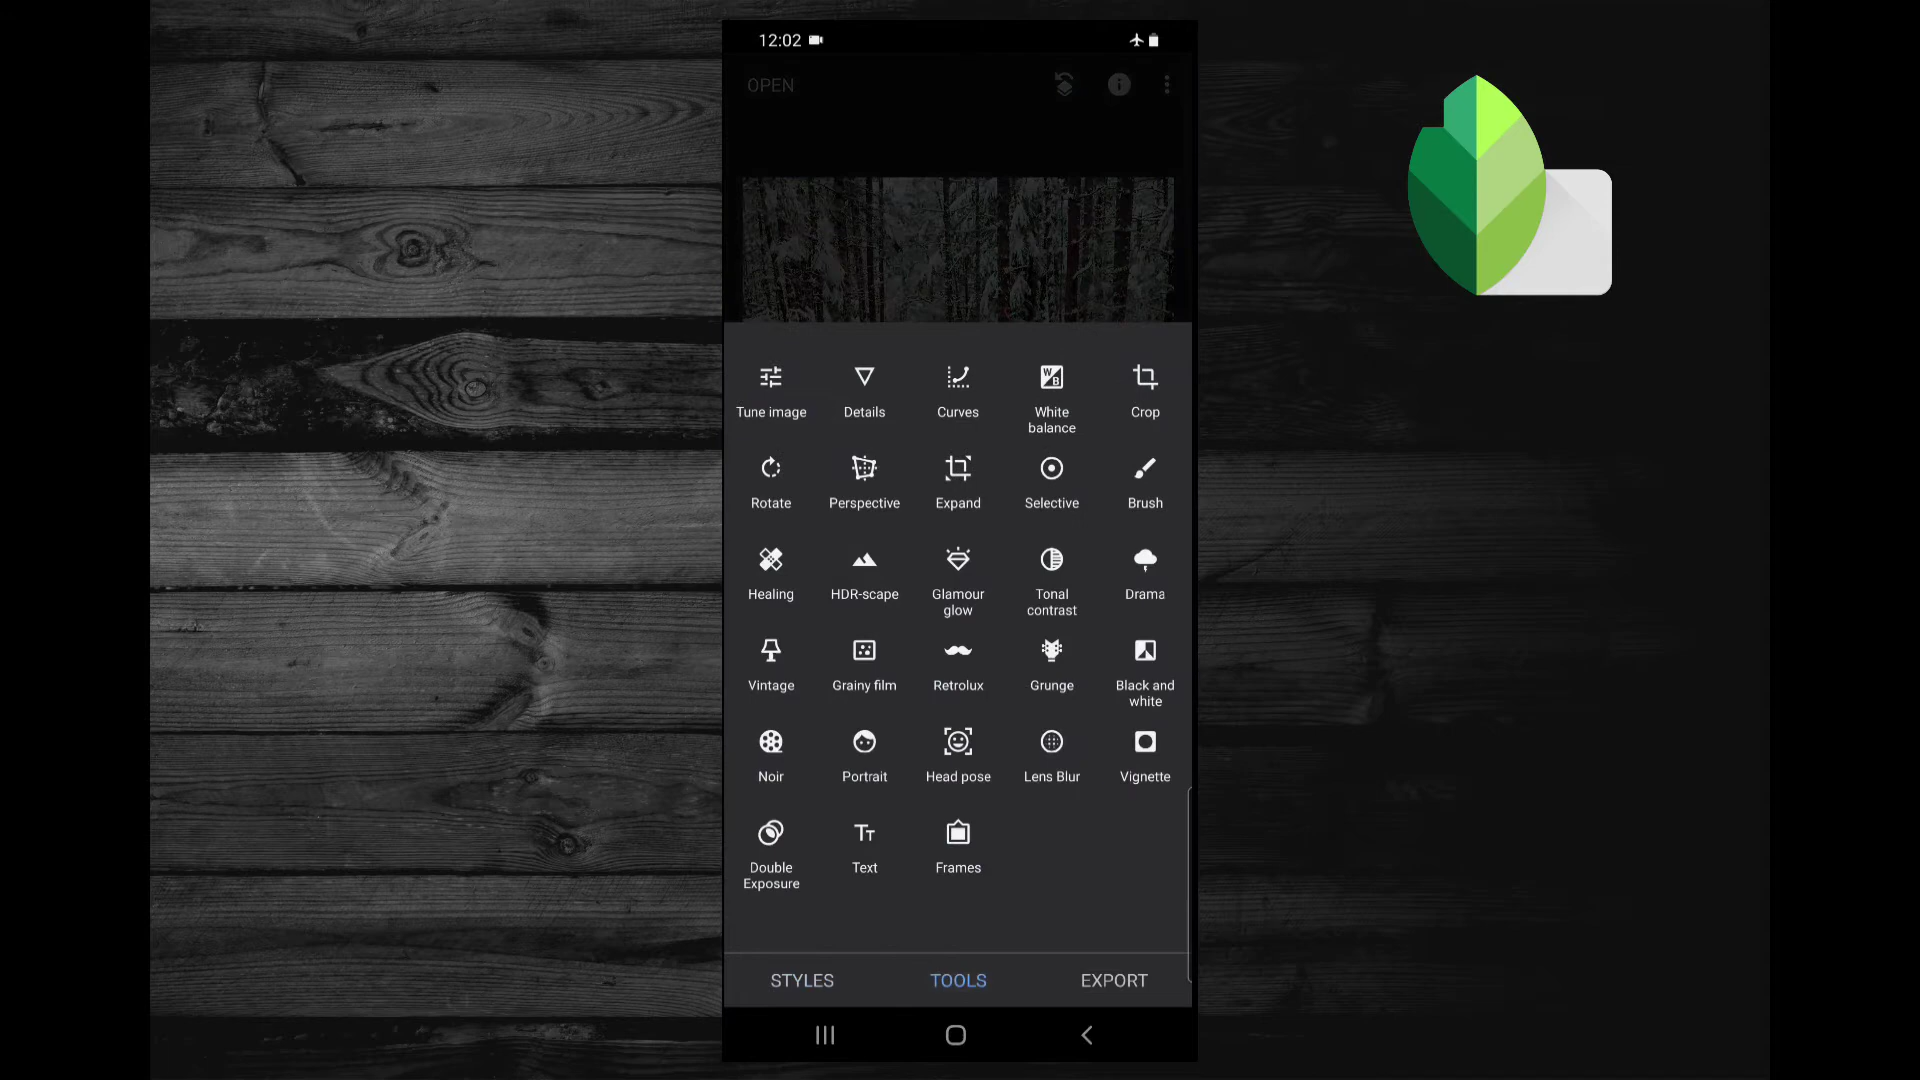 12:02
OPEN
Tune image
Details
Curves
White
balance
Crop
Rotate
Perspective
Expand
Selective
Brush
Healing
HDR-scape
Glamour
glow
Tonal
contrast
Drama
Vintage
Grainy film
Retrolux
Grunge
Black and
white
Noir
Portrait
Head pose
Lens Blur
Vignette
Double
Exposure
Text
Frames
STYLES
TOOLS
EXPORT